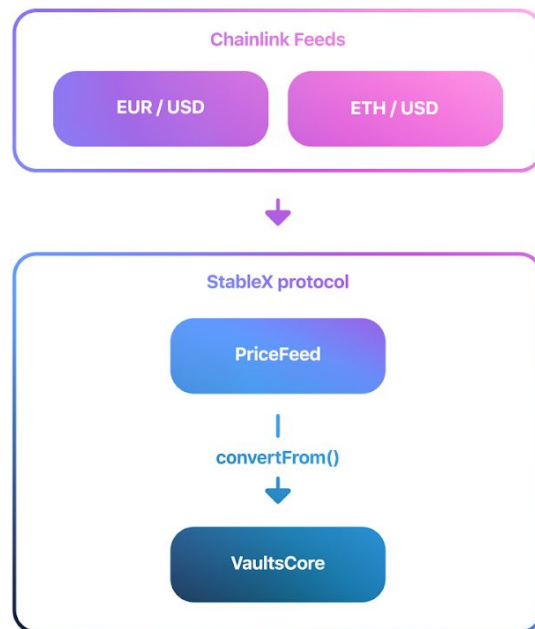 Chainlink Feeds
EUR / USD
ETH / USD
StableX protocol
PriceFeed
convertFrom()
VaultsCore